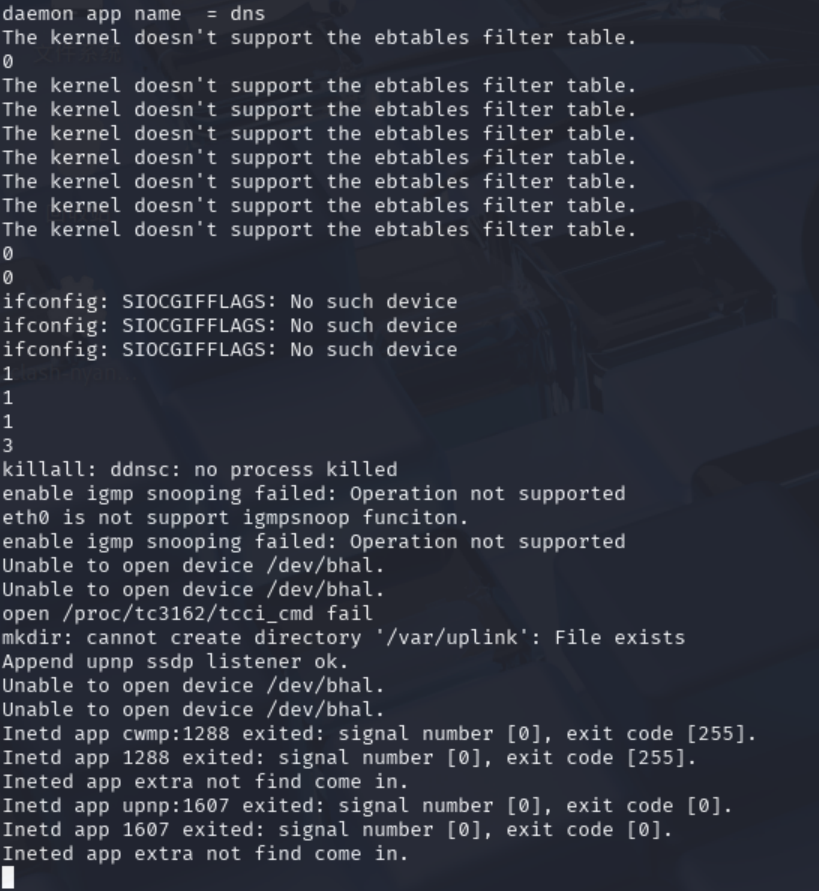 daemon app name  = dns
The kernel doesn't support the ebtables filter table.
0
The kernel doesn't support the ebtables filter table.
The kernel doesn't support the ebtables filter table.
The kernel doesn't support the ebtables filter table.
The kernel doesn't support the ebtables filter table.
The kernel doesn't support the ebtables filter table.
The kernel doesn't support the ebtables filter table.
The kernel doesn't support the ebtables filter table.
0
0
ifconfig: SIOCGIFFLAGS: No such device
ifconfig: SIOCGIFFLAGS: No such device
ifconfig: SIOCGIFFLAGS: No such device
1
1
1
3
killall: ddnsc: no process killed
enable igmp snooping failed: Operation not supported
eth0 is not support igmpsnoop funciton.
enable igmp snooping failed: Operation not supported
Unable to open device /dev/bhal.
Unable to open device /dev/bhal.
open /proc/tc3162/tcci_cmd fail
mkdir: cannot create directory '/var/uplink': File exists
Append upnp ssdp listener ok.
Unable to open device /dev/bhal.
Unable to open device /dev/bhal.
Inetd app cwmp:1288 exited: signal number [0], exit code [255].
Inetd app 1288 exited: signal number [0], exit code [255].
Ineted app extra not find come in.
Inetd app upnp:1607 exited: signal number [0], exit code [0].
Inetd app 1607 exited: signal number [0], exit code [0].
Ineted app extra not find come in.